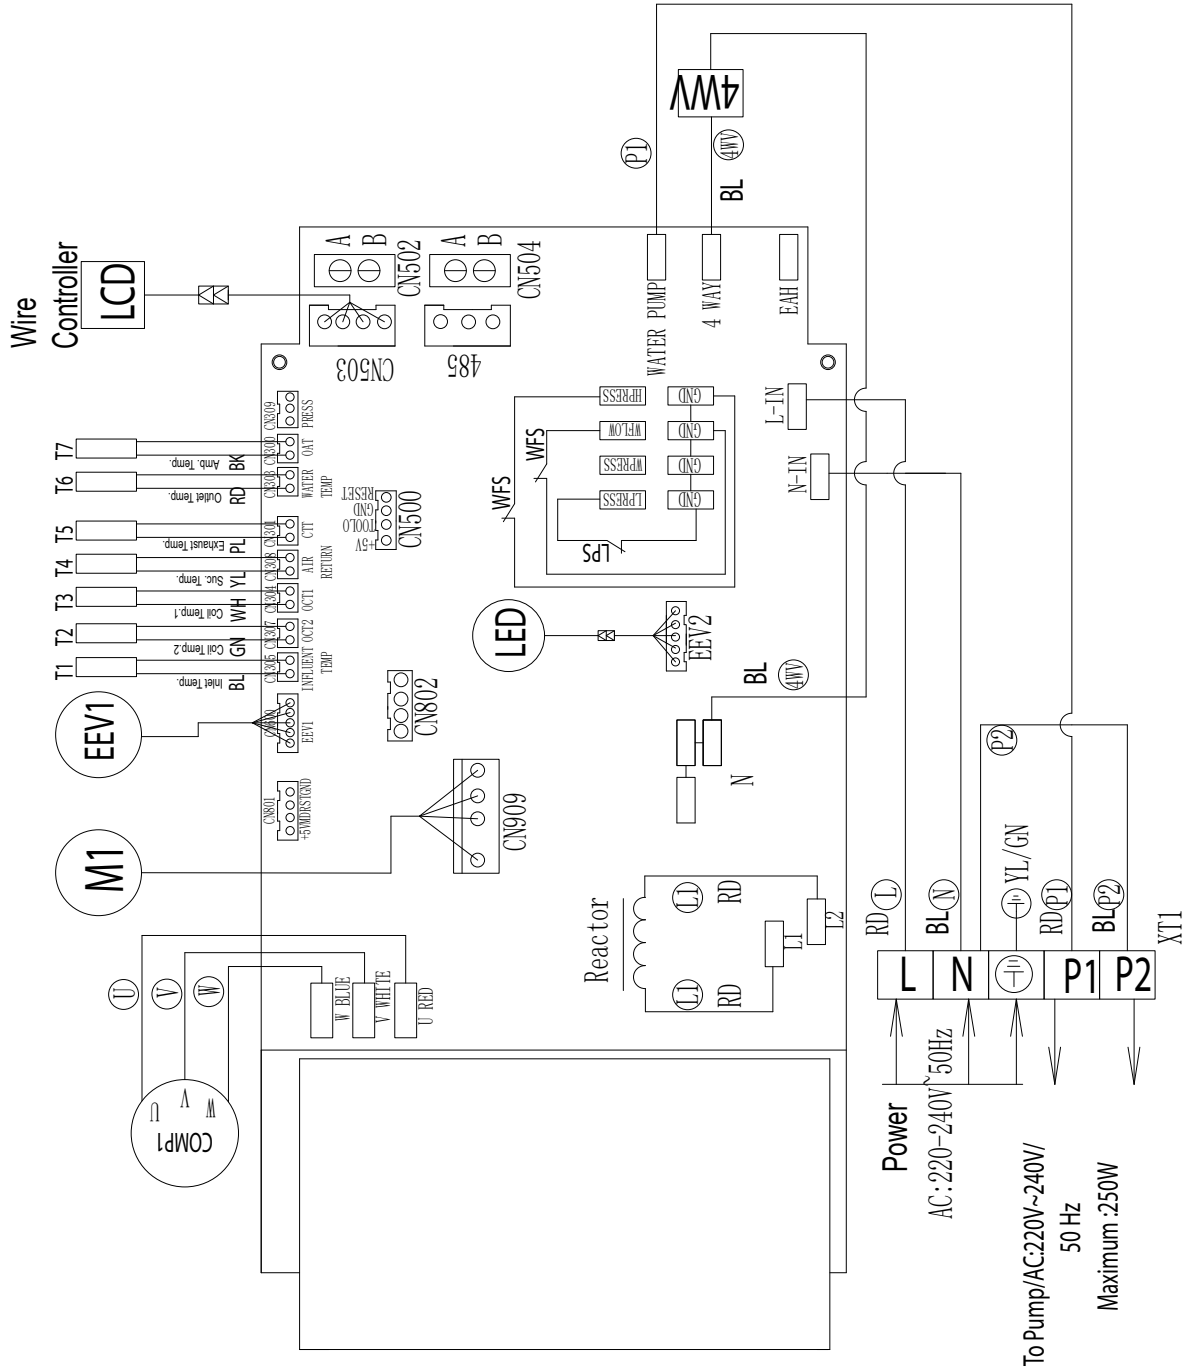 Wire
Controller
LCD
4WV
P1
4WV
BL
A
B
CN502
A
B
CN504
CN503
485
WATER PUMP
4 WAY
EAH
T7
Amb. Temp.
BK
T6
Outlet Temp.
RD
T5
Exhaust Temp.
PL
T4
Suc. Temp.
YL
T3
Coil Temp.1
WH
T2
Coil Temp.2
GN
T1
Inlet Temp.
BL
CN309
PRESS
CN300
OAT
CN303
WATER
TEMP
CN301
CTT
CN308
AIR
RETURN
CN304
OCT1
CN307
OCT2
CN305
INFLUENT
TEMP
EEV1
EEV1
CN801
+5VMDRSTGND
M1
RESET
GND
TOOLO
+5V
CN500
HPRESS
GND
WFLOW
GND
WPRESS
GND
LPRESS
GND
WFS
WFS
LPS
L-IN
N-IN
LED
EEV2
CN802
CN909
BL
4WV
N
P2
Reactor
L1
RD
L1
RD
L1
L2
U
V
W
W BLUE
V WHITE
U RED
COMP1
U
V
W
RD
L
BL
N
YL/GN
RD
P1
BL
P2
XT1
L
N
P1
P2
Power
AC:220-240V~50Hz
To Pump/AC:220V~240V/
50 Hz
Maximum :250W